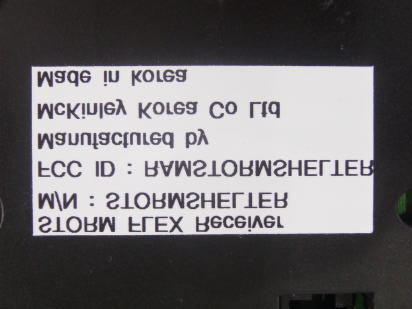 STORM FLEX Receiver
M/N : STORMSHELTER
FCC ID : RAMSTORMSHELTER
Manufactured by
McKinley Korea Co Ltd
Made in Korea